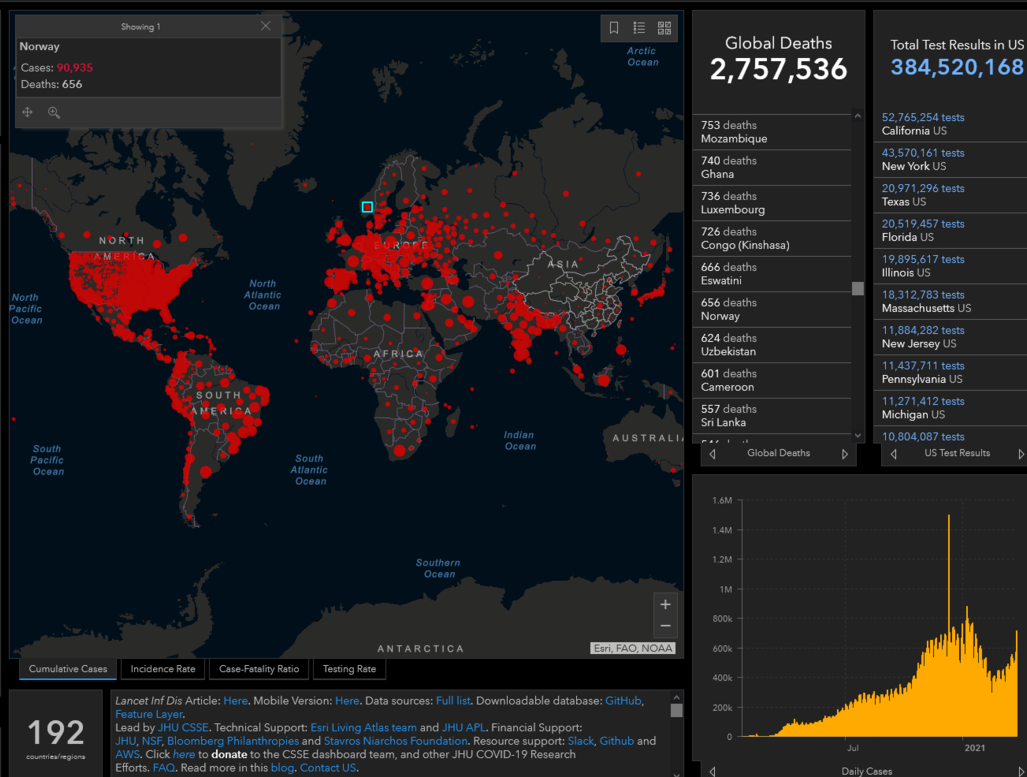 Showing 1
Norway
Cases: 90,935
Deaths: 656
Arctic
Ocean
NORTH
AMERICA
EUROPE
ASIA
North
Pacific
Ocean
North
Atlantic
Ocean
AFRICA
SOUTH
AMERICA
Indian
Ocean
AUSTRALIA
South
Pacific
Ocean
South
Atlantic
Ocean
Southern
Ocean
ANTARCTICA
Esri, FAO, NOAA
Cumulative Cases
Incidence Rate
Case-Fatality Ratio
Testing Rate
192
countries/regions
Lancet Inf Dis Article: Here. Mobile Version: Here. Data sources: Full list. Downloadable database: GitHub,
Feature Layer.
Lead by JHU CSSE. Technical Support: Esri Living Atlas team and JHU APL. Financial Support:
JHU, NSF, Bloomberg Philanthropies and Stavros Niarchos Foundation. Resource support: Slack, Github and
AWS. Click here to donate to the CSSE dashboard team, and other JHU COVID-19 Research
Efforts. FAQ. Read more in this blog. Contact US.
Global Deaths
2,757,536
753 deaths
Mozambique
740 deaths
Ghana
736 deaths
Luxembourg
726 deaths
Congo (Kinshasa)
666 deaths
Eswatini
656 deaths
Norway
624 deaths
Uzbekistan
601 deaths
Cameroon
557 deaths
Sri Lanka
Global Deaths
Total Test Results in US
384,520,168
52,765,254 tests
California US
43,570,161 tests
New York US
20,971,296 tests
Texas US
20,519,457 tests
Florida US
19,895,617 tests
Illinois US
18,312,783 tests
Massachusetts US
11,884,282 tests
New Jersey US
11,437,711 tests
Pennsylvania US
11,271,412 tests
Michigan US
10,804,087 tests
US Test Results
1.6M
1.4M
1.2M
1M
800k
600k
400k
200k
0
Jul
2021
Daily Cases